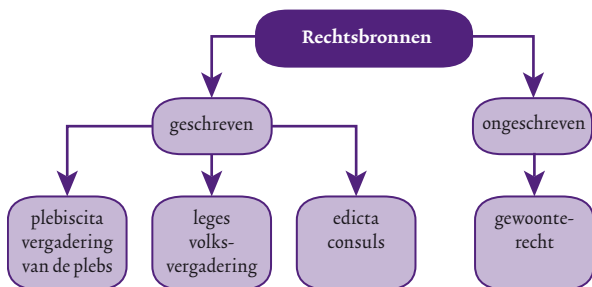 Rechtsbronnen
geschreven
ongeschreven
plebiscita
vergadering
van de plebs
leges
volks-
vergadering
edicta
consuls
gewoonte-
recht